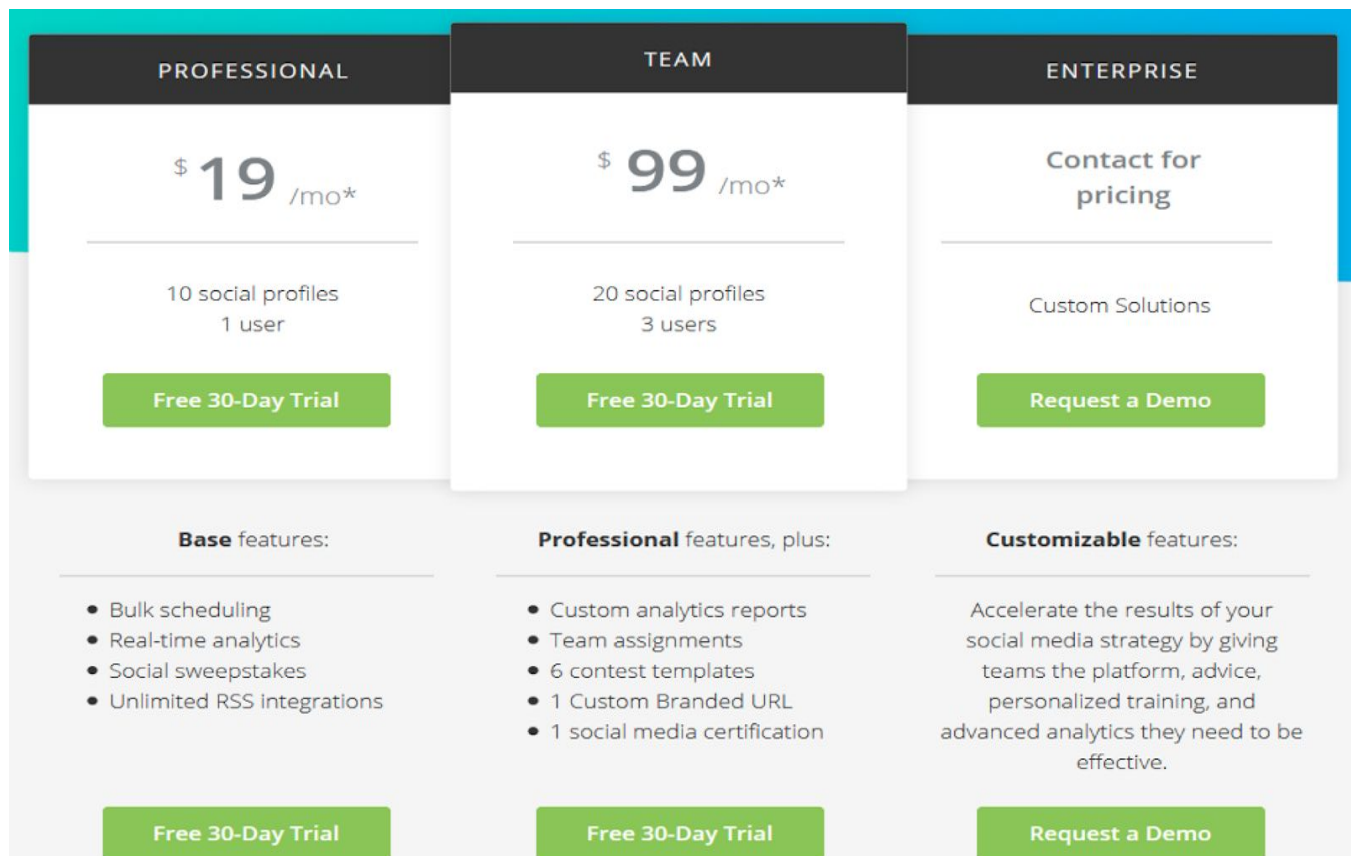 PROFESSIONAL
$ 19 /mo*
10 social profiles
1 user
Free 30-Day Trial
Base features:
• Bulk scheduling
• Real-time analytics
• Social sweepstakes
• Unlimited RSS integrations
Free 30-Day Trial
TEAM
$ 99 /mo*
20 social profiles
3 users
Free 30-Day Trial
Professional features, plus:
• Custom analytics reports
• Team assignments
• 6 contest templates
• 1 Custom Branded URL
• 1 social media certification
Free 30-Day Trial
ENTERPRISE
Contact for
pricing
Custom Solutions
Request a Demo
Customizable features:
Accelerate the results of your
social media strategy by giving
teams the platform, advice,
personalized training, and
advanced analytics they need to be
effective.
Request a Demo